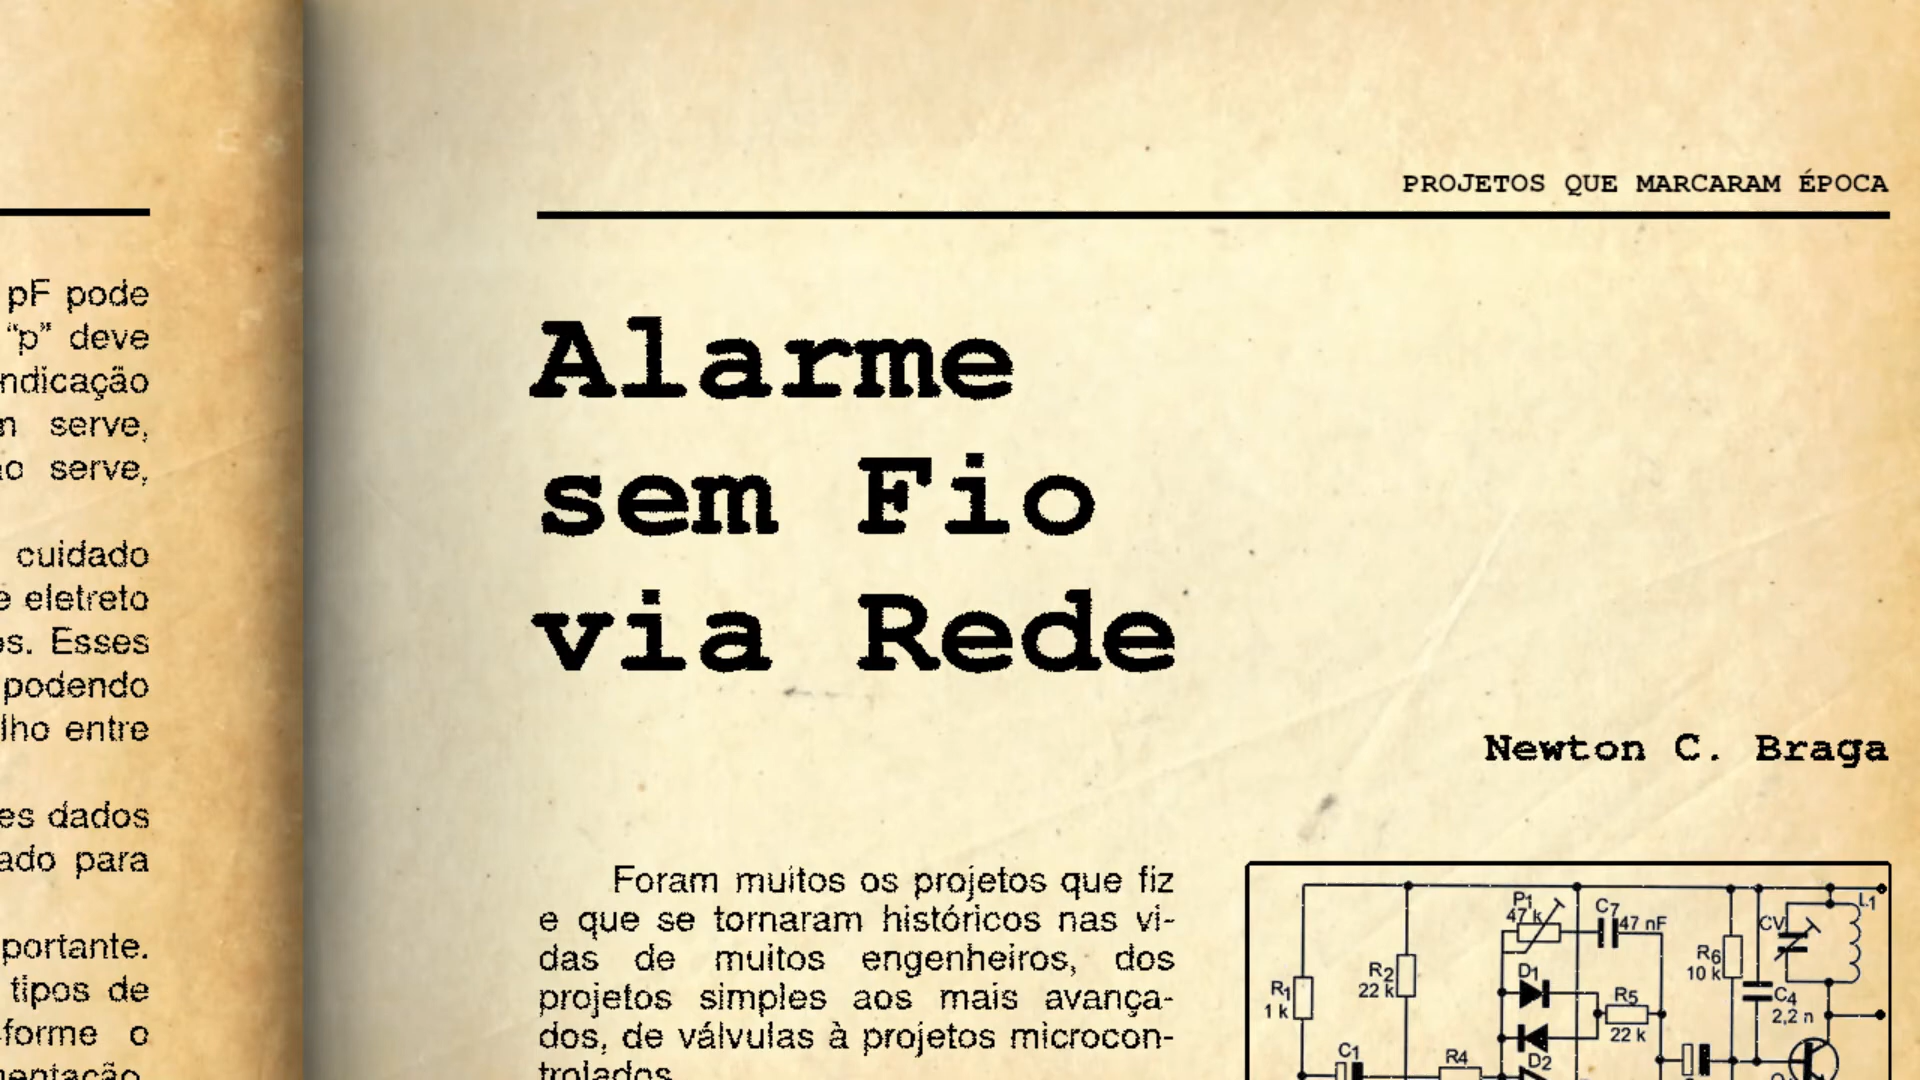 pF pode
“p” deve
ndicação
serve,
serve,
cuidado
e eletreto
os. Esses
podendo
lho entre
es dados
ado para
portante.
tipos de
forme o
mentação
PROJETOS QUE MARCARAM ÉPOCA
Alarme
sem Fio
via Rede
Newton C. Braga
Foram muitos os projetos que fiz
e que se tornaram históricos nas vi-
das de muitos engenheiros, dos
projetos simples aos mais avança-
dos, de válvulas à projetos microcon-
trolados.
P1
47 k
C7
47 nF
L1
CV
R6
10 k
R2
22 k
D1
R1
1 k
R5
22 k
C4
2,2 n
C1
R4
D2